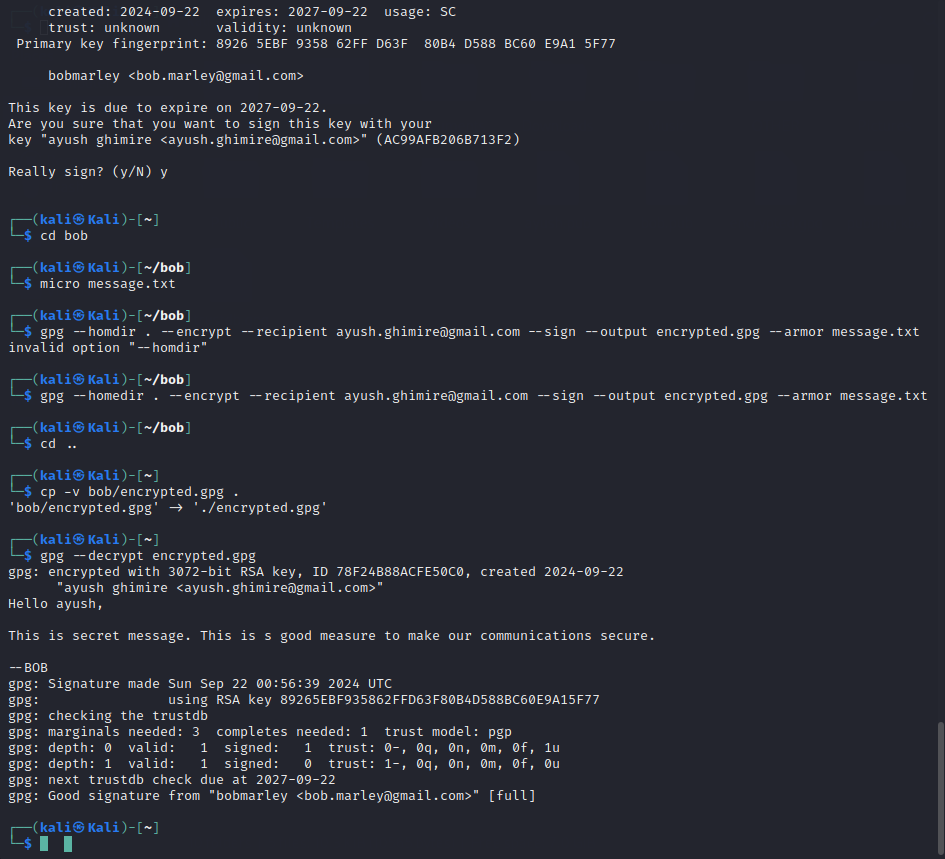 created: 2024-09-22  expires: 2027-09-22  usage: SC
     trust: unknown       validity: unknown
 Primary key fingerprint: 8926 5EBF 9358 62FF D63F  80B4 D588 BC60 E9A1 5F77
     bobmarley <bob.marley@gmail.com>
This key is due to expire on 2027-09-22.
Are you sure that you want to sign this key with your
key "ayush ghimire <ayush.ghimire@gmail.com>" (AC99AFB206B713F2)
Really sign? (y/N) y
┌──(kali㉿Kali)-[~]
└─$ cd bob
┌──(kali㉿Kali)-[~/bob]
└─$ micro message.txt
┌──(kali㉿Kali)-[~/bob]
└─$ gpg --homdir . --encrypt --recipient ayush.ghimire@gmail.com --sign --output encrypted.gpg --armor message.txt
invalid option "--homdir"
┌──(kali㉿Kali)-[~/bob]
└─$ gpg --homedir . --encrypt --recipient ayush.ghimire@gmail.com --sign --output encrypted.gpg --armor message.txt
┌──(kali㉿Kali)-[~/bob]
└─$ cd ..
┌──(kali㉿Kali)-[~]
└─$ cp -v bob/encrypted.gpg .
'bob/encrypted.gpg' -> './encrypted.gpg'
┌──(kali㉿Kali)-[~]
└─$ gpg --decrypt encrypted.gpg
gpg: encrypted with 3072-bit RSA key, ID 78F24B88ACFE50C0, created 2024-09-22
      "ayush ghimire <ayush.ghimire@gmail.com>"
Hello ayush,
This is secret message. This is s good measure to make our communications secure.
--BOB
gpg: Signature made Sun Sep 22 00:56:39 2024 UTC
gpg:                using RSA key 89265EBF935862FFD63F80B4D588BC60E9A15F77
gpg: checking the trustdb
gpg: marginals needed: 3  completes needed: 1  trust model: pgp
gpg: depth: 0  valid:   1  signed:   1  trust: 0-, 0q, 0n, 0m, 0f, 1u
gpg: depth: 1  valid:   1  signed:   0  trust: 1-, 0q, 0n, 0m, 0f, 0u
gpg: next trustdb check due at 2027-09-22
gpg: Good signature from "bobmarley <bob.marley@gmail.com>" [full]
┌──(kali㉿Kali)-[~]
└─$